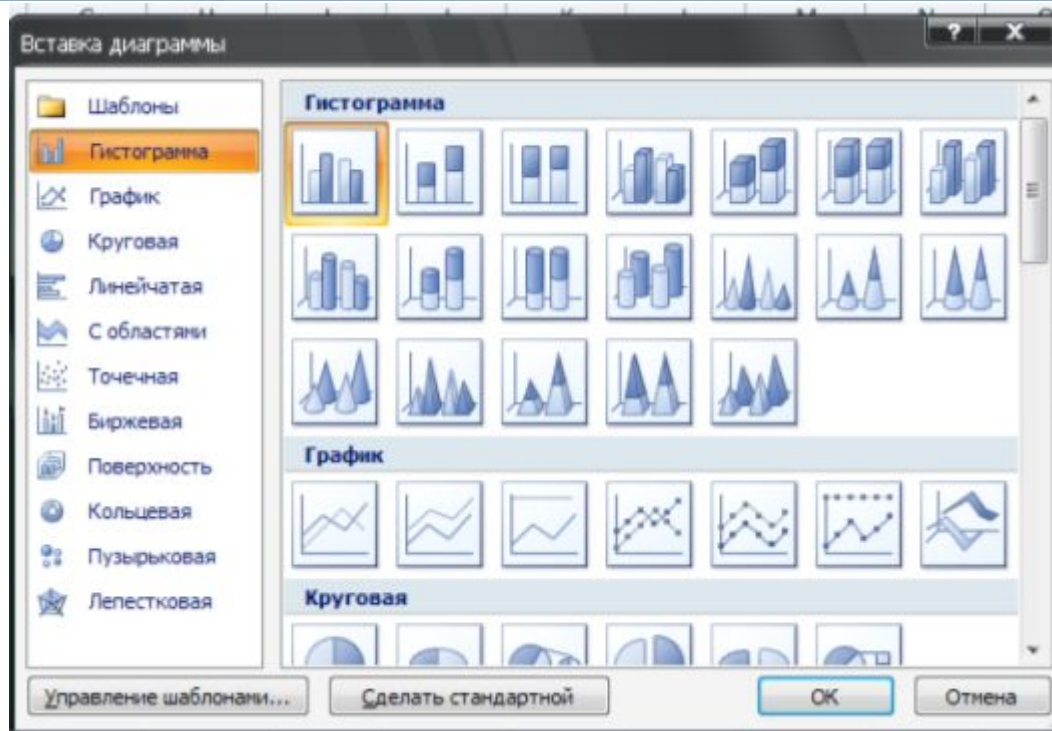 Вставка диаграммы
Шаблоны
Гистограмма
График
Круговая
Линейчатая
С областями
Точечная
Биржевая
Поверхность
Кольцевая
Пузырьковая
Лепестковая
Гистограмма
График
Круговая
Управление шаблонами...
Сделать стандартной
ОК
Отмена